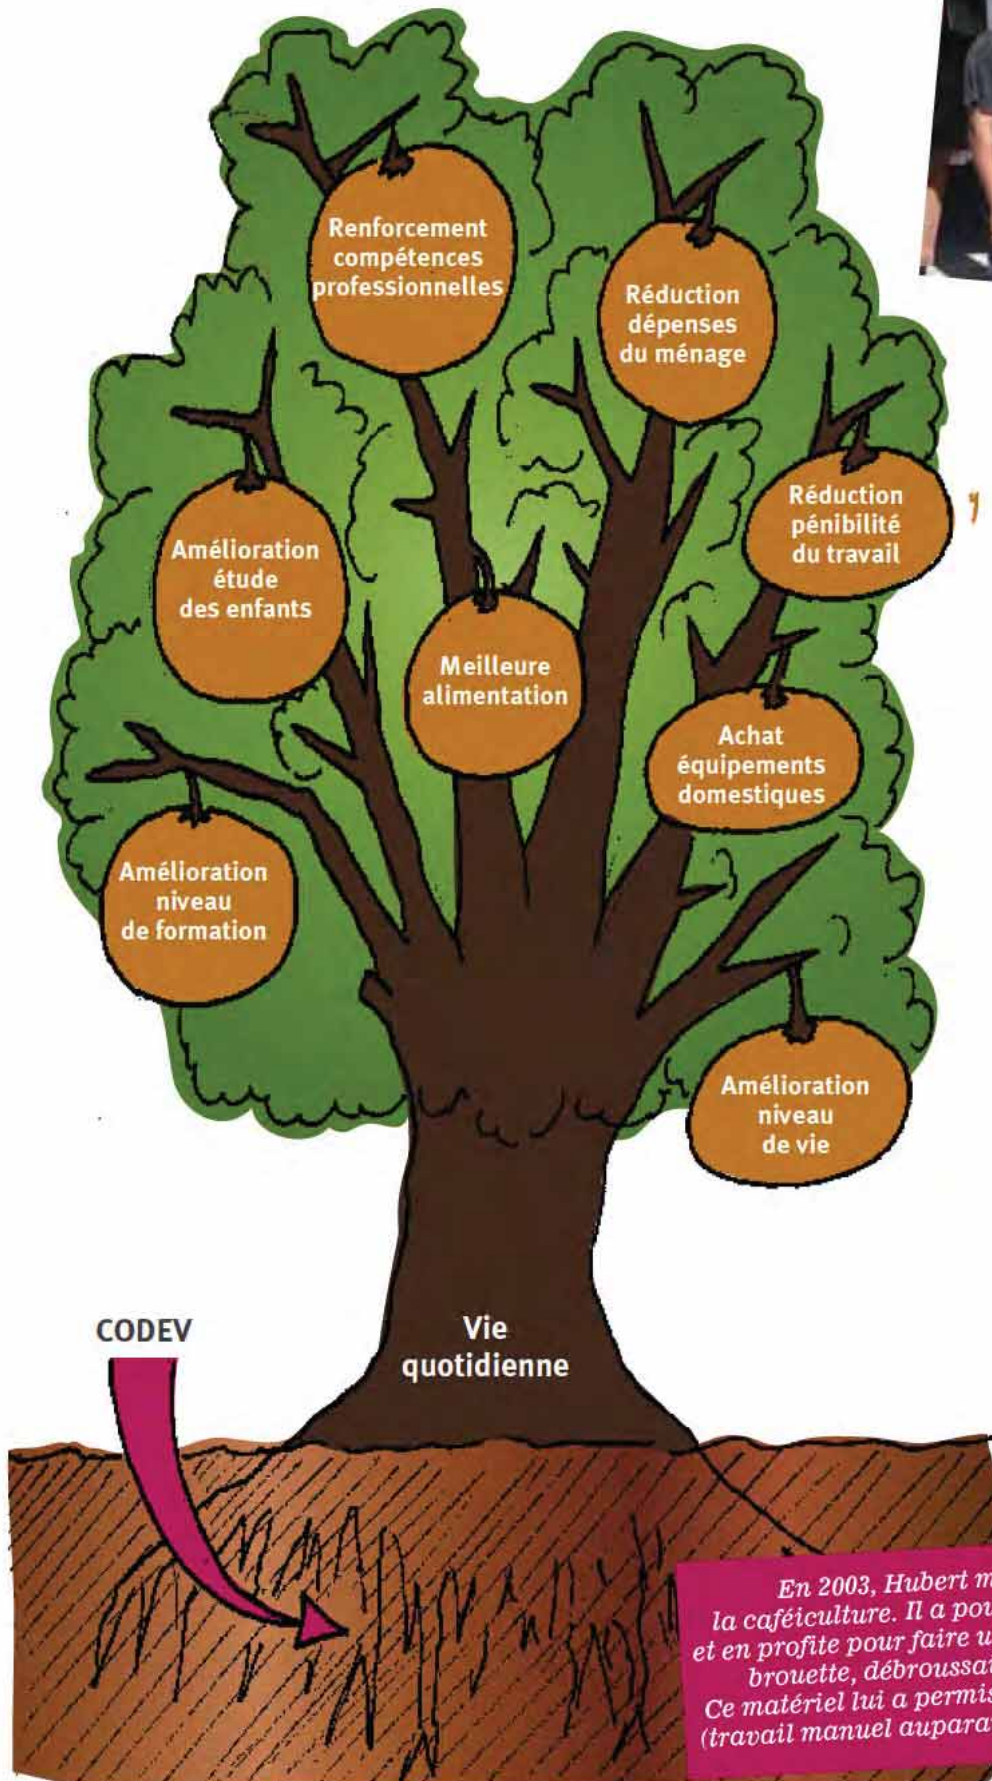 Renforcement
compétences
professionnelles
Réduction
dépenses
du ménage
Réduction
pénibilité
du travail
Amélioration
étude
des enfants
Meilleure
alimentation
Achat
équipements
domestiques
Amélioration
niveau
de formation
Amélioration
niveau
de vie
CODEV
Vie
quotidienne
En 2003, Hubert
la caféiculture. Il a
et en profite pour faire
brouette,
Ce matériel lui a permis
(travail manuel